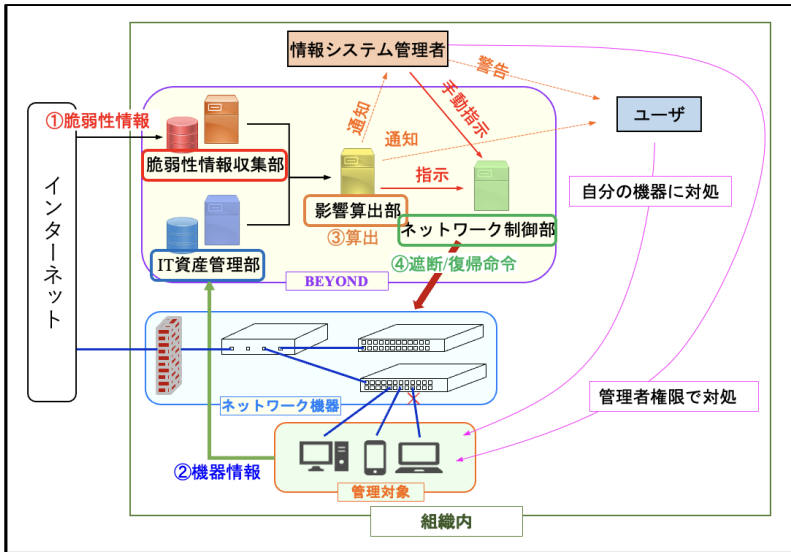 情報システム管理者
警告
①脆弱性情報
通知
手動指示
ユーザ
通知
脆弱性情報収集部
指示
自分の機器に対処
インターネット
影響算出部
③算出
ネットワーク制御部
IT資産管理部
④遮断/復帰命令
BEYOND
ネットワーク機器
管理者権限で対処
②機器情報
管理対象
組織内